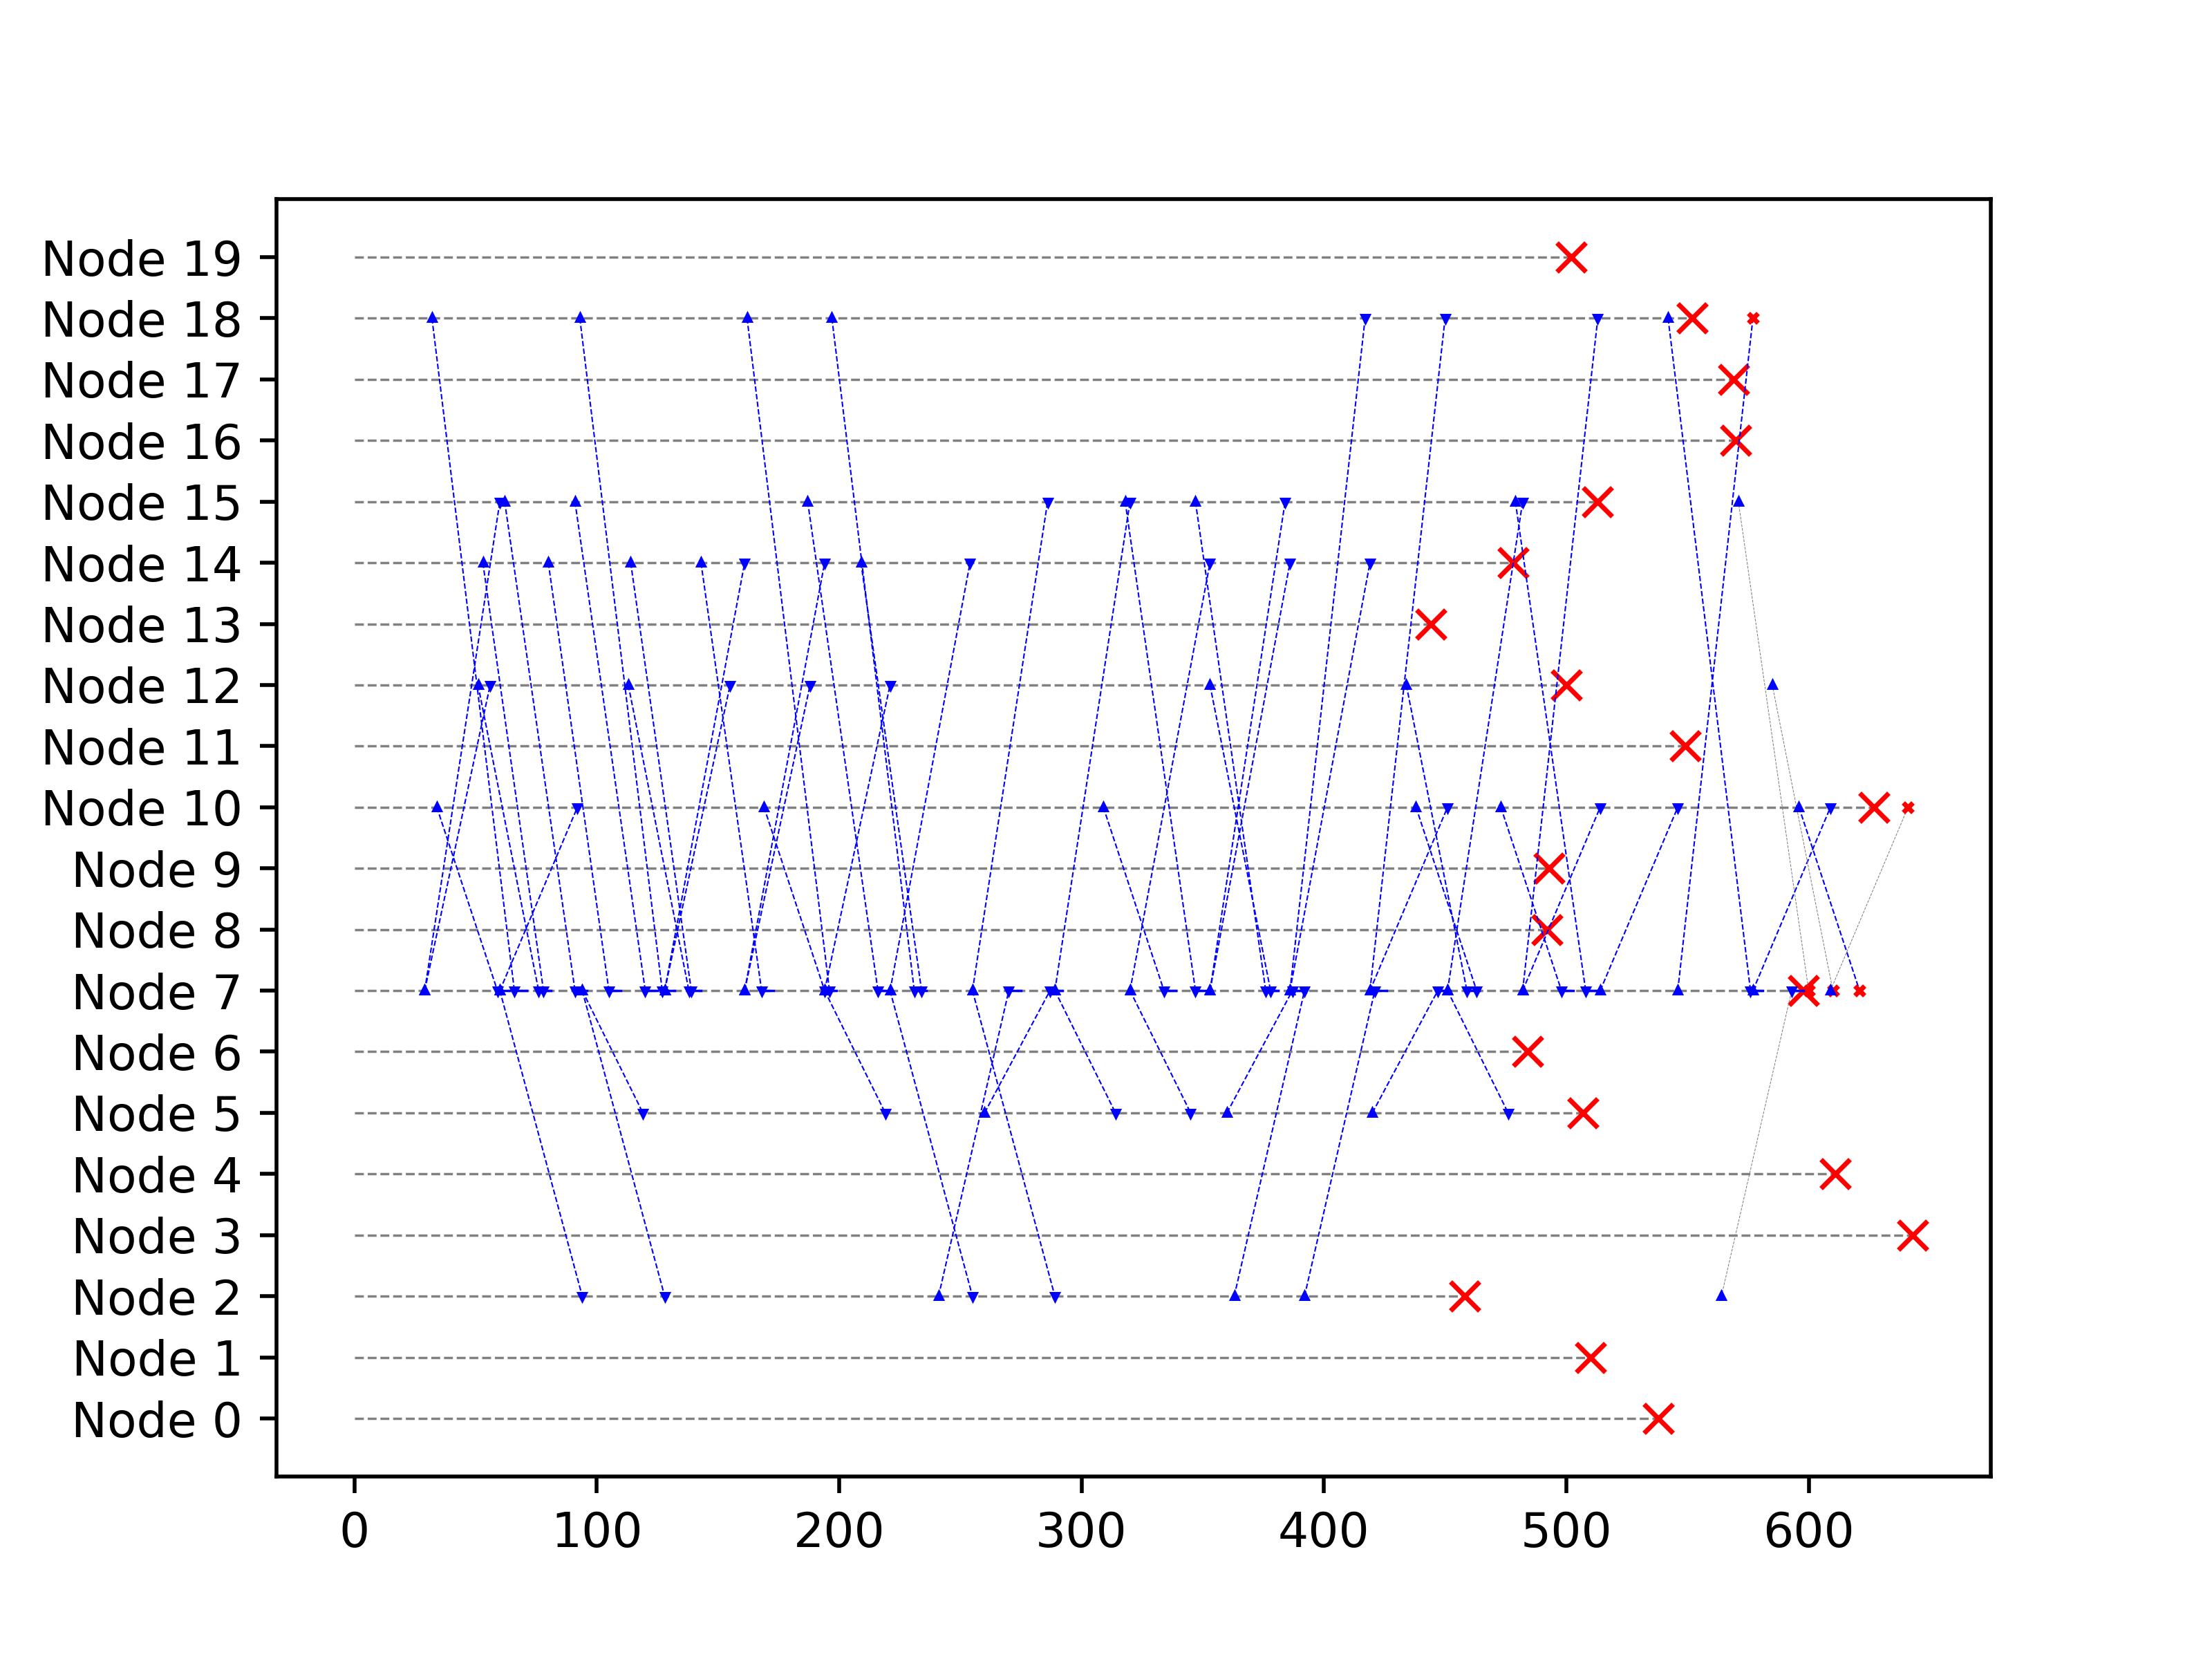 Node 19
Node 18
Node 17
Node 16
Node 15
Node 14
Node 13
Node 12
Node 11
Node 10
Node 9
Node 8
Node 7
Node 6
Node 5
Node 4
Node 3
Node 2
Node 1
Node 0
0 100 200 300 400 500 600